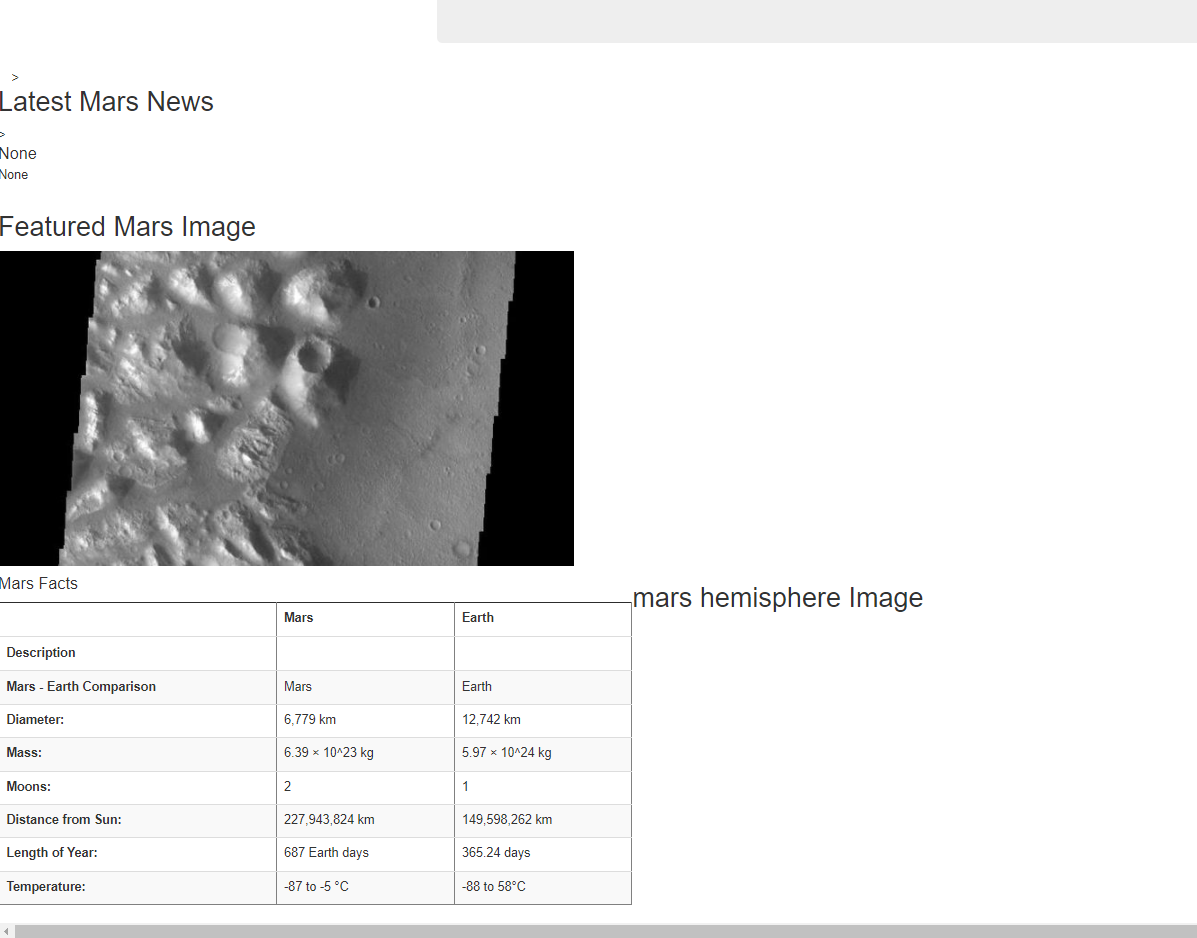 >
Latest Mars News
>
None
None
Featured Mars Image
Mars Facts
mars hemisphere Image
Mars Earth
Description
Mars - Earth Comparison Mars Earth
Diameter: 6,779 km 12,742 km
Mass: 6.39 × 10^23 kg 5.97 × 10^24 kg
Moons: 2 1
Distance from Sun: 227,943,824 km 149,598,262 km
Length of Year: 687 Earth days 365.24 days
Temperature: -87 to -5 °C -88 to 58°C